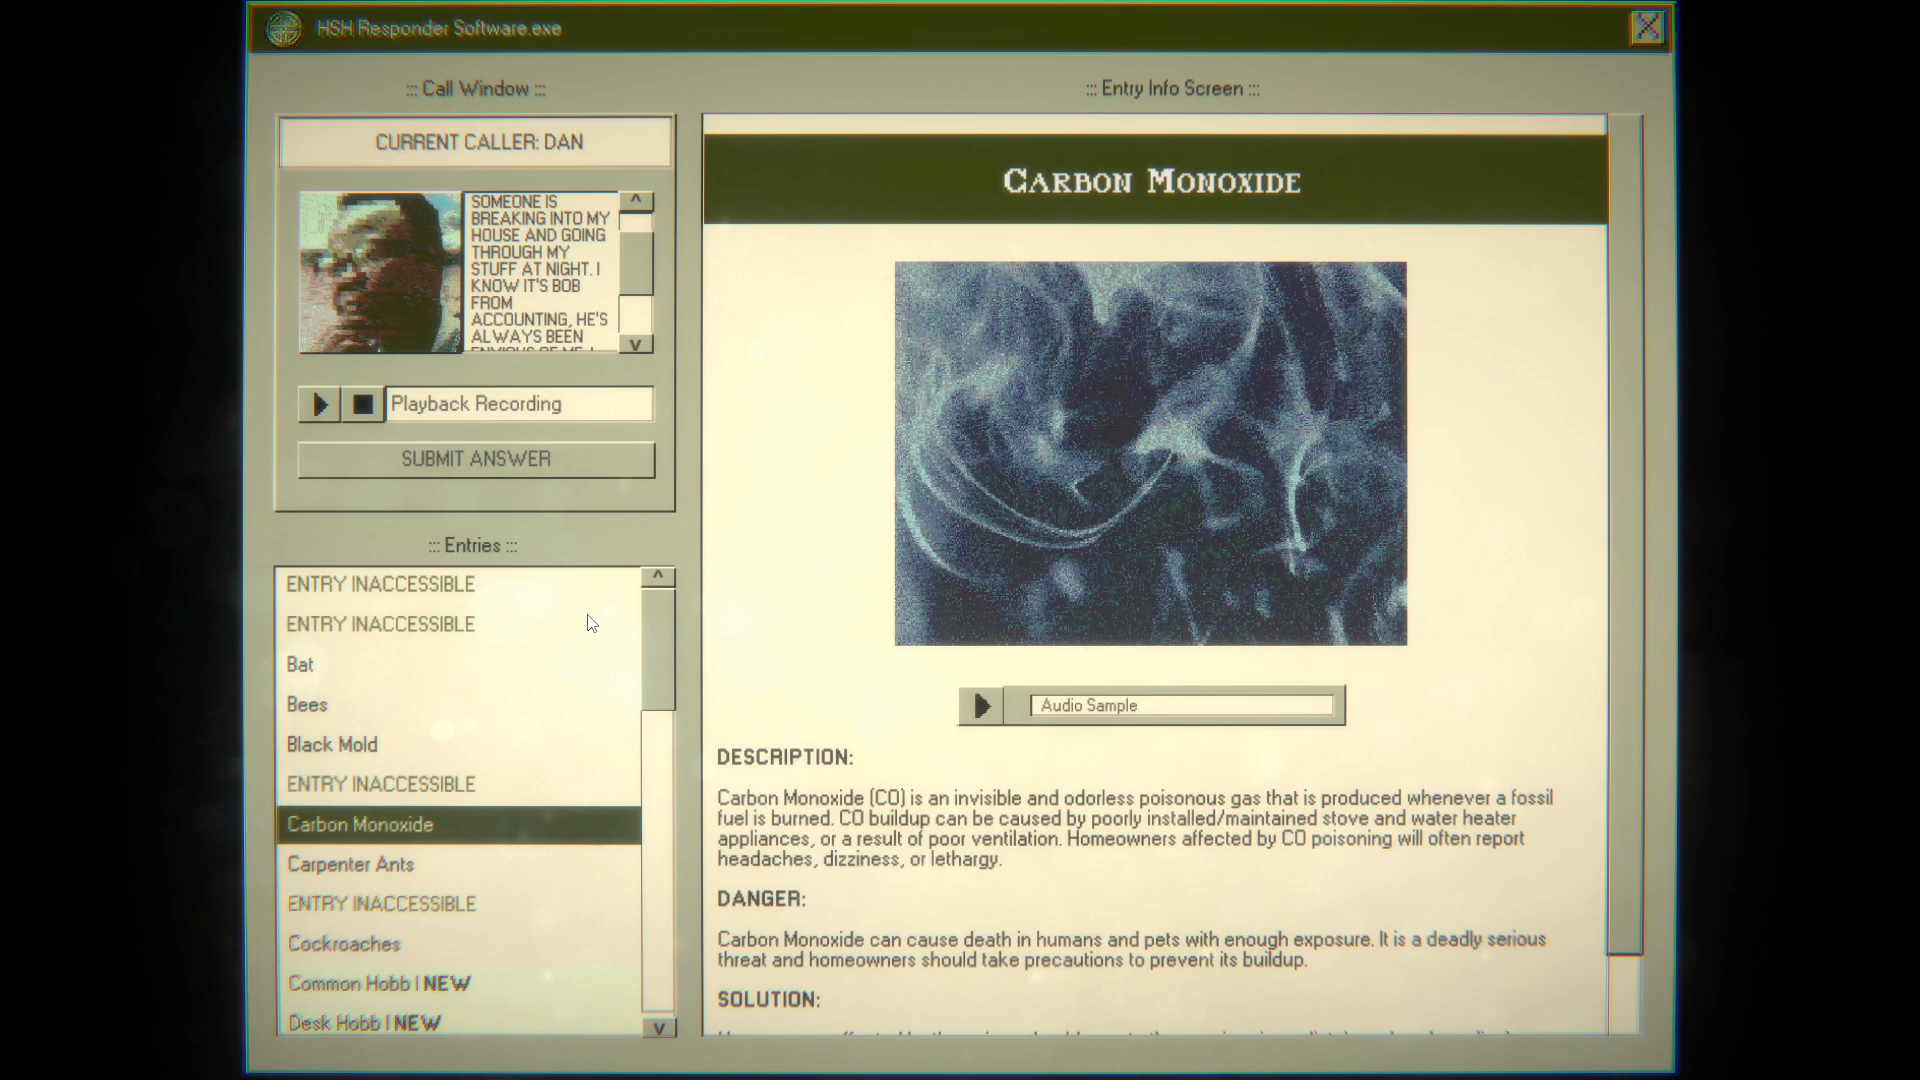 HSH Responder Software.exe
::: Call Window :::
CURRENT CALLER: DAN
SOMEONE IS
BREAKING INTO MY
HOUSE AND GOING
THROUGH MY
STUFF AT NIGHT. I
KNOW IT'S BOB
FROM
ACCOUNTING, HE'S
ALWAYS BEEN
ENVIOUS OF ME. I
Playback Recording
SUBMIT ANSWER
::: Entries :::
ENTRY INACCESSIBLE
ENTRY INACCESSIBLE
Bat
Bees
Black Mold
ENTRY INACCESSIBLE
Carbon Monoxide
Carpenter Ants
ENTRY INACCESSIBLE
Cockroaches
Common Hobb | NEW
Desk Hobb | NEW
::: Entry Info Screen :::
CARBON MONOXIDE
Audio Sample
DESCRIPTION:
Carbon Monoxide (CO) is an invisible and odorless poisonous gas that is produced whenever a fossil
fuel is burned. CO buildup can be caused by poorly installed/maintained stove and water heater
appliances, or a result of poor ventilation. Homeowners affected by CO poisoning will often report
headaches, dizziness, or lethargy.
DANGER:
Carbon Monoxide can cause death in humans and pets with enough exposure. It is a deadly serious
threat and homeowners should take precautions to prevent its buildup.
SOLUTION: